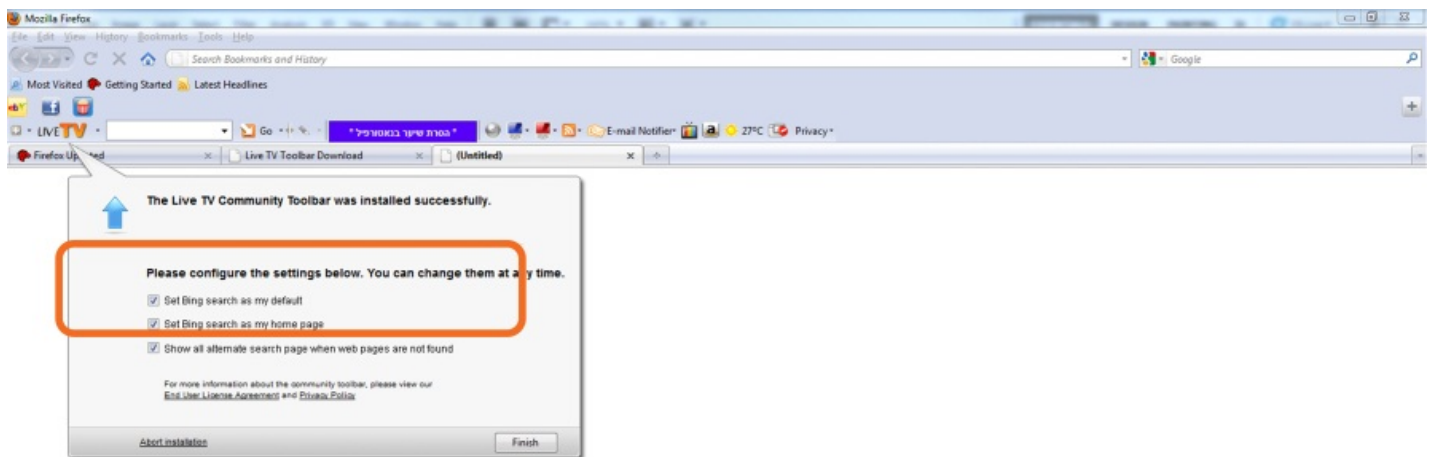 Mozilla Firefox
File Edit View History Bookmarks Tools Help
Search Bookmarks and History
Google
Most Visited Getting Started Latest Headlines
ebY
LIVE TV Go * הסרת שיער בנאסטרפיל * E-mail Notifier 27°C Privacy
Firefox Updated Live TV Toolbar Download (Untitled)
The Live TV Community Toolbar was installed successfully.
Please configure the settings below. You can change them at any time.
Set Bing search as my default
Set Bing search as my home page
Show all alternate search page when web pages are not found
For more information about the community toolbar, please view our
End User License Agreement and Privacy Policy
Abort installation Finish